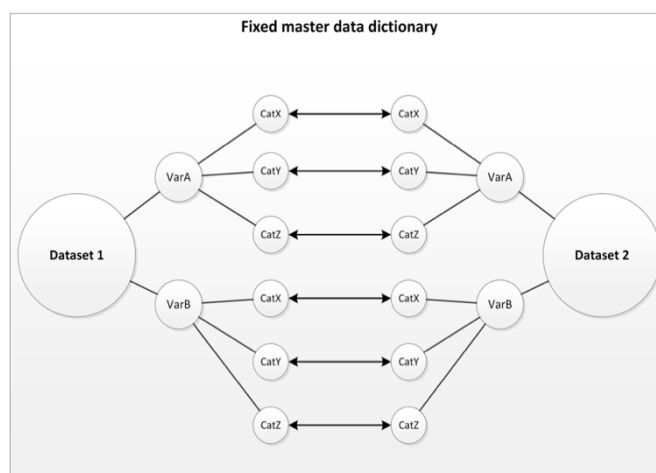 Fixed master data dictionary
CatX CatX
CatY CatY
VarA VarA
CatZ CatZ
Dataset 1 Dataset 2
CatX CatX
VarB VarB
CatY CatY
CatZ CatZ